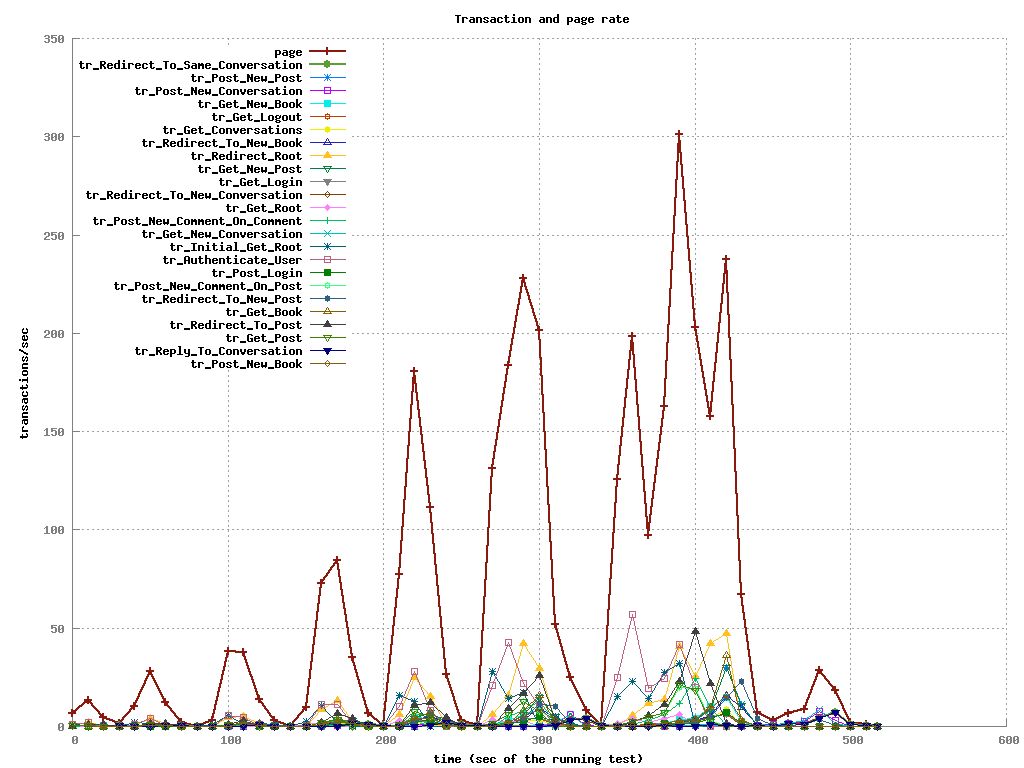 Transaction and page rate
350
300
250
200
150
100
50
0
transactions/sec
page
tr_Redirect_To_Same_Conversation
tr_Post_New_Post
tr_Post_New_Conversation
tr_Get_New_Book
tr_Get_Logout
tr_Get_Conversations
tr_Redirect_To_New_Book
tr_Redirect_Root
tr_Get_New_Post
tr_Get_Login
tr_Redirect_To_New_Conversation
tr_Get_Root
tr_Post_New_Comment_On_Comment
tr_Get_New_Conversation
tr_Initial_Get_Root
tr_Authenticate_User
tr_Post_Login
tr_Post_New_Comment_On_Post
tr_Redirect_To_New_Post
tr_Get_Book
tr_Redirect_To_Post
tr_Get_Post
tr_Reply_To_Conversation
tr_Post_New_Book
0 100 200 300 400 500 600
time (sec of the running test)